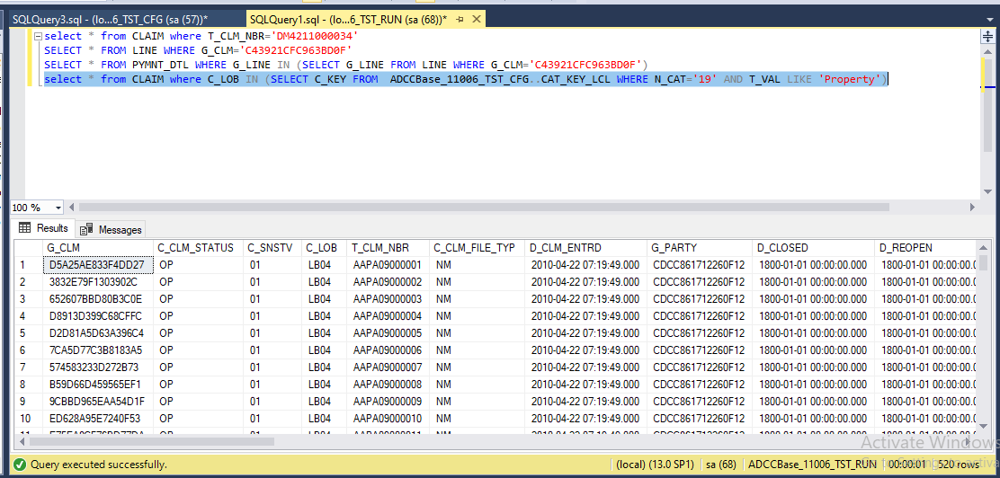 SQLQuery3.sql - (lo...6_TST_CFG (sa (57))* SQLQuery1.sql - (lo...6_TST_RUN (sa (68))*
select * from CLAIM where T_CLM_NBR='DM4211000034'
SELECT * FROM LINE WHERE G_CLM='C43921CFC963BD0F'
SELECT * FROM PYMNT_DTL WHERE G_LINE IN (SELECT G_LINE FROM LINE WHERE G_CLM='C43921CFC963BD0F')
select * from CLAIM where C_LOB IN (SELECT C_KEY FROM  ADCCBase_11006_TST_CFG..CAT_KEY_LCL WHERE N_CAT='19' AND T_VAL LIKE 'Property')
100 %
Results Messages
G_CLM C_CLM_STATUS C_SNSTV C_LOB T_CLM_NBR C_CLM_FILE_TYP D_CLM_ENTRD G_PARTY D_CLOSED D_REOPEN
1 D5A25AE833F4DD27 OP 01 LB04 AAPA09000001 NM 2010-04-22 07:19:49.000 CDCC861712260F12 1800-01-01 00:00:00.000 1800-01-01 00:00:00.0
2 3832E79F1303902C OP 01 LB04 AAPA09000002 NM 2010-04-22 07:19:49.000 CDCC861712260F12 1800-01-01 00:00:00.000 1800-01-01 00:00:00.0
3 652607BBD80B3C0E OP 01 LB04 AAPA09000003 NM 2010-04-22 07:19:49.000 CDCC861712260F12 1800-01-01 00:00:00.000 1800-01-01 00:00:00.0
4 D8913D399C68CFFC OP 01 LB04 AAPA09000004 NM 2010-04-22 07:19:49.000 CDCC861712260F12 1800-01-01 00:00:00.000 1800-01-01 00:00:00.0
5 D2D81A5D63A396C4 OP 01 LB04 AAPA09000005 NM 2010-04-22 07:19:49.000 CDCC861712260F12 1800-01-01 00:00:00.000 1800-01-01 00:00:00.0
6 7CA5D77C3B8183A5 OP 01 LB04 AAPA09000006 NM 2010-04-22 07:19:49.000 CDCC861712260F12 1800-01-01 00:00:00.000 1800-01-01 00:00:00.0
7 574583233D272B73 OP 01 LB04 AAPA09000007 NM 2010-04-22 07:19:49.000 CDCC861712260F12 1800-01-01 00:00:00.000 1800-01-01 00:00:00.0
8 B59D66D459565EF1 OP 01 LB04 AAPA09000008 NM 2010-04-22 07:19:49.000 CDCC861712260F12 1800-01-01 00:00:00.000 1800-01-01 00:00:00.0
9 9CBBD965EAA54D1F OP 01 LB04 AAPA09000009 NM 2010-04-22 07:19:49.000 CDCC861712260F12 1800-01-01 00:00:00.000 1800-01-01 00:00:00.0
10 ED628A95E7240F53 OP 01 LB04 AAPA09000010 NM 2010-04-22 07:19:49.000 CDCC861712260F12 1800-01-01 00:00:00.000 1800-01-01 00:00:00.0
Activate Windows
Query executed successfully. (local) (13.0 SP1) sa (68) ADCCBase_11006_TST_RUN 00:00:01 520 rows